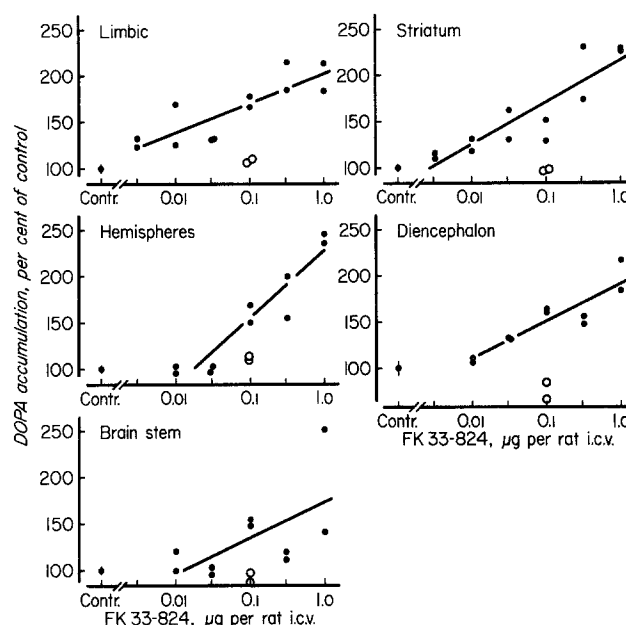 DOPA accumulation, per cent of control
Limbic
200
150
100
Contr. 0.01 0.1 1.0
Striatum
250
200
150
100
Contr. 0.01 0.1 1.0
Hemispheres
250
200
150
100
Contr. 0.01 0.1 1.0
Diencephalon
200
150
100
Contr. 0.01 0.1 1.0
FK 33-824, µg per rat i.c.v.
Brain stem
250
200
150
100
Contr. 0.01 0.1 1.0
FK 33-824, µg per rat i.c.v.